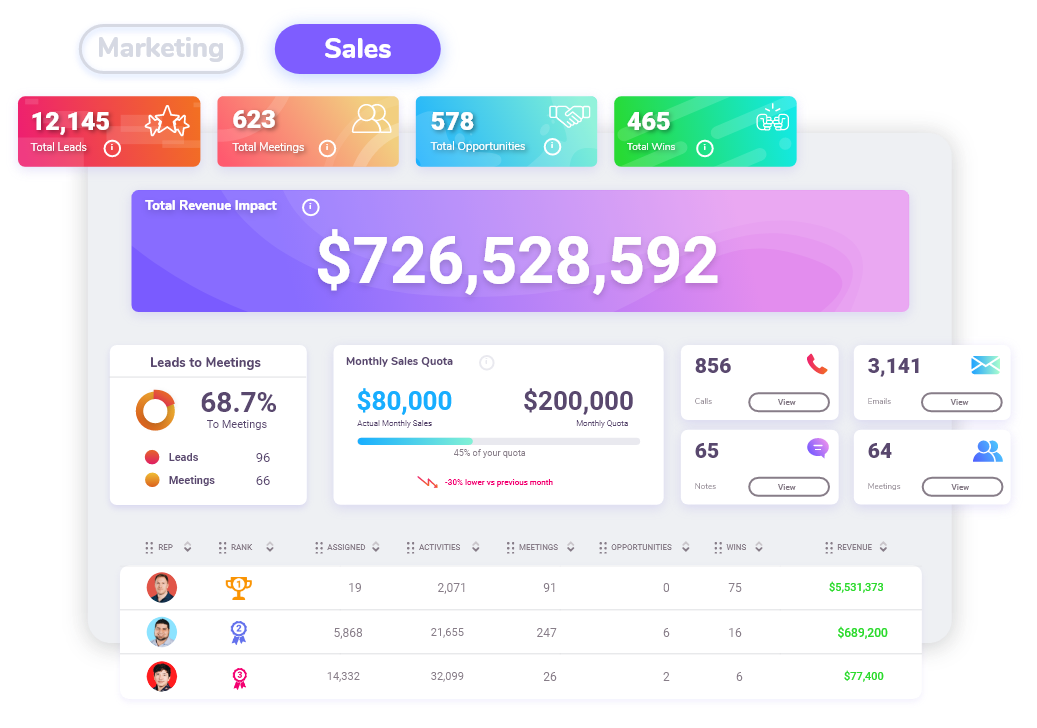 Marketing Sales
12,145 623 578 465
Total Leads i Total Meetings i Total Opportunities i Total Wins i
Total Revenue Impact i
$726,528,592
Leads to Meetings
68.7%
To Meetings
Leads 96
Meetings 66
Monthly Sales Quota i
$80,000 $200,000
Actual Monthly Sales Monthly Quota
45% of your quota
-30% lower vs previous month
856
Calls View
3,141
Emails View
65
Notes View
64
Meetings View
REP RANK ASSIGNED ACTIVITIES MEETINGS OPPORTUNITIES WINS REVENUE
1 19 2,071 91 0 75 $5,531,373
2 5,868 21,655 247 6 16 $689,200
3 14,332 32,099 26 2 6 $77,400